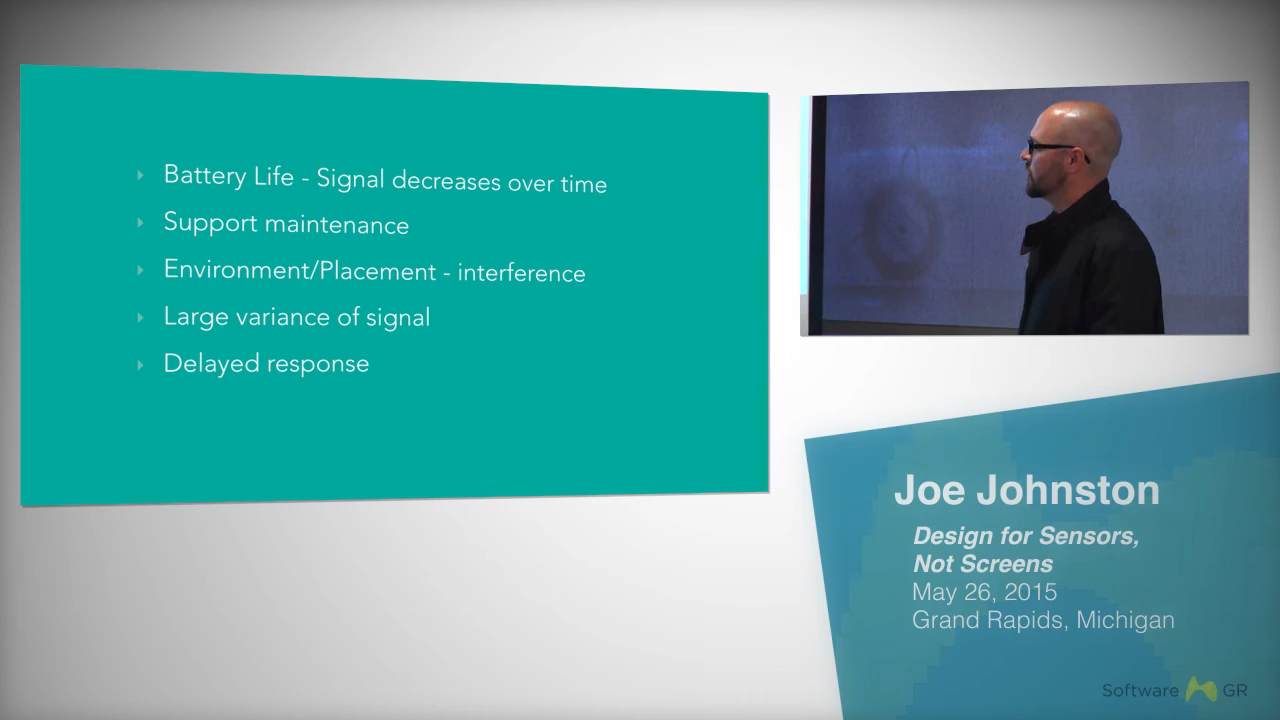 Battery Life - Signal decreases over time
Support maintenance
Environment/Placement - interference
Large variance of signal
Delayed response
Joe Johnston
Design for Sensors,
Not Screens
May 26, 2015
Grand Rapids, Michigan
Software GR